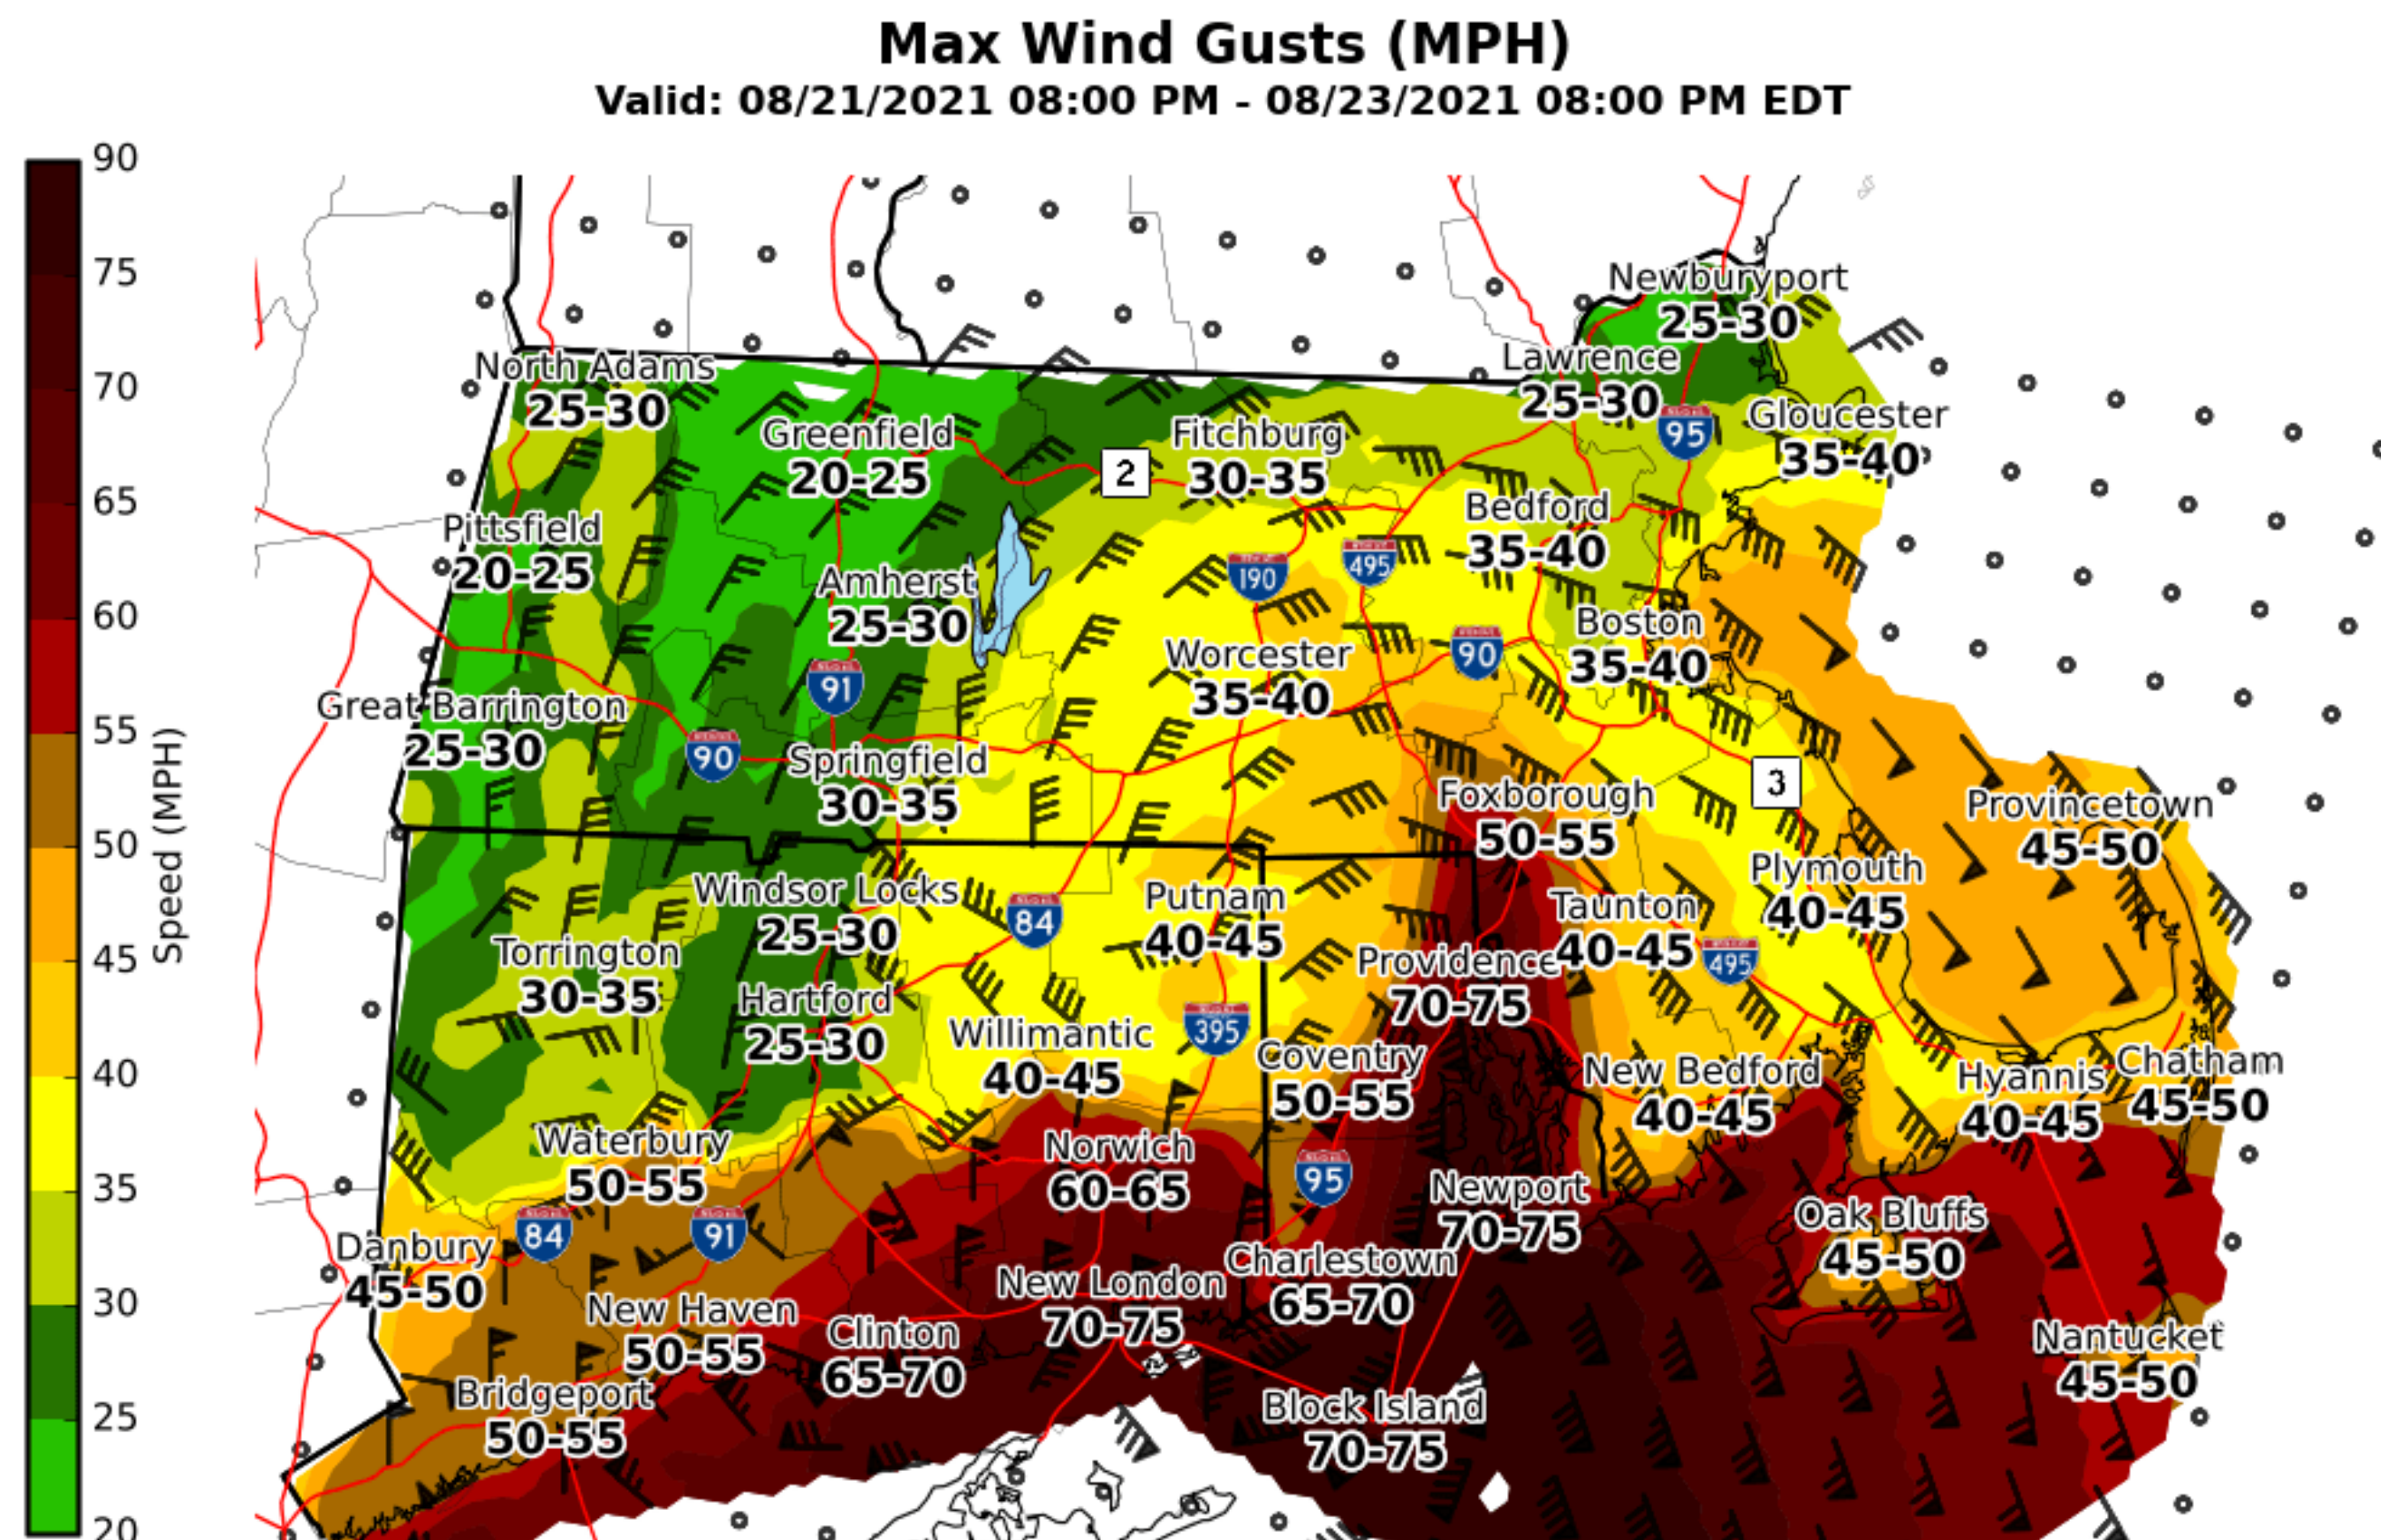 Max Wind Gusts (MPH)
Valid: 08/21/2021 08:00 PM - 08/23/2021 08:00 PM EDT
90
75
70
65
60
55
50
45
40
35
30
25
20
Speed (MPH)
Newburyport
25-30
North Adams
25-30
Lawrence
25-30
Gloucester
35-40
95
Greenfield
20-25
2
Fitchburg
30-35
Pittsfield
20-25
Bedford
35-40
190
495
Amherst
25-30
Boston
35-40
Worcester
35-40
90
91
Great Barrington
25-30
90
Springfield
30-35
3
Foxborough
50-55
Provincetown
45-50
Windsor Locks
25-30
84
Putnam
40-45
Plymouth
40-45
Taunton
40-45
Torrington
30-35
Providence
70-75
495
Hartford
25-30
Willimantic
40-45
395
Coventry
50-55
New Bedford
40-45
Hyannis
40-45
Chatham
45-50
Waterbury
50-55
Norwich
60-65
95
Newport
70-75
Oak Bluffs
45-50
Danbury
45-50
84
91
New Haven
50-55
New London
70-75
Charlestown
65-70
Clinton
65-70
Nantucket
45-50
Bridgeport
50-55
Block Island
70-75